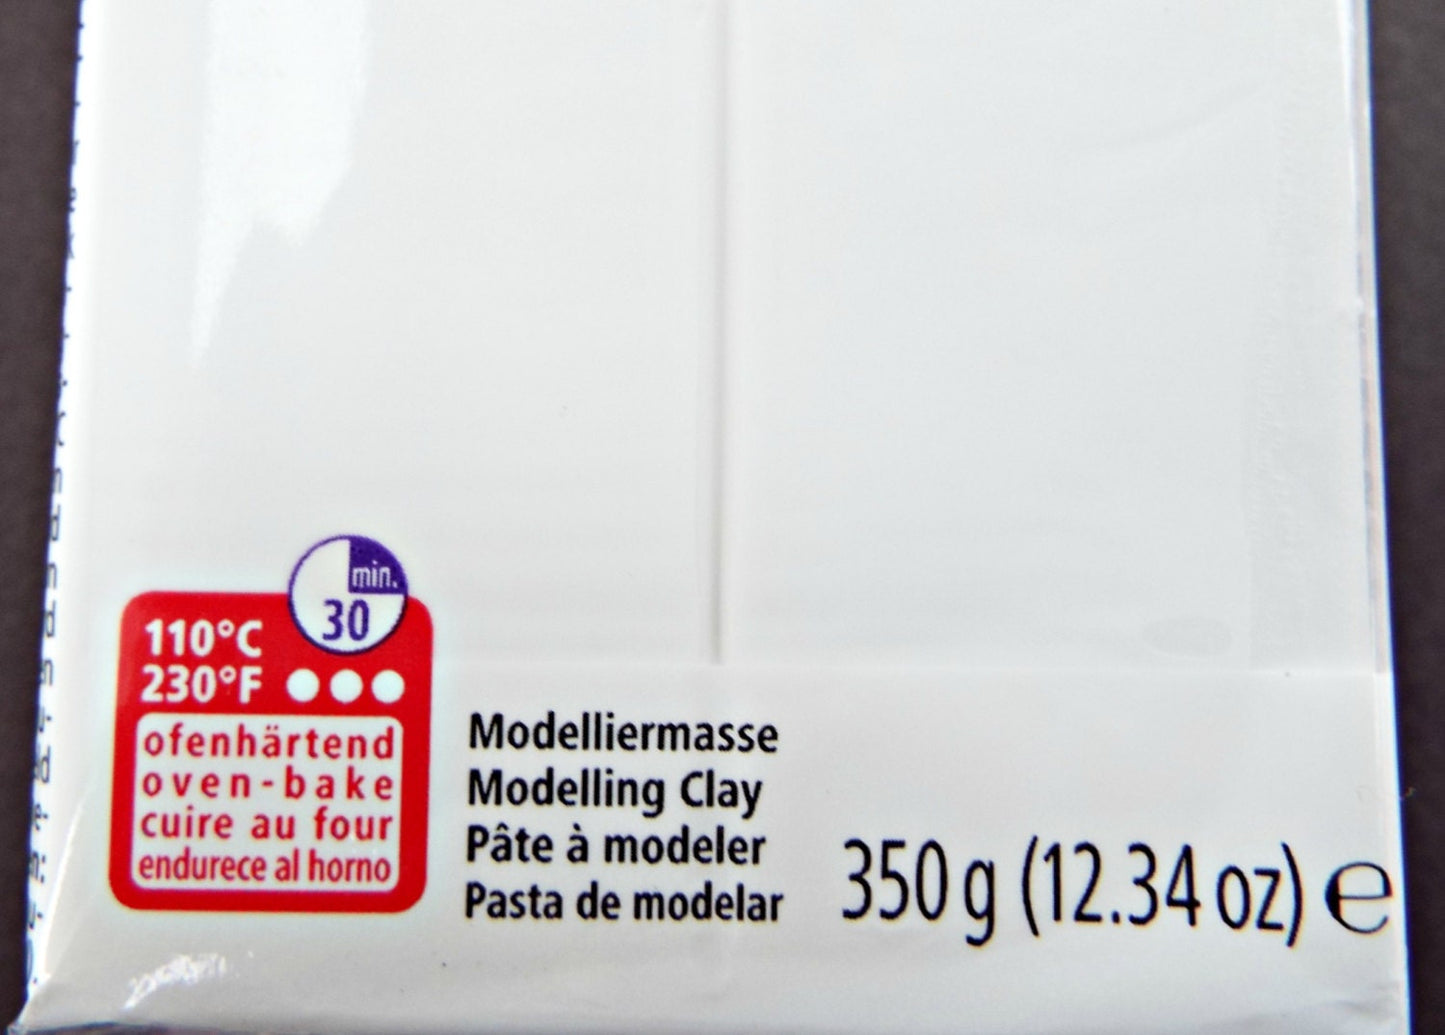 min.
30
110°C
230°F
ofenhärtend
oven-bake
cuire au four
endurece al horno
Modelliermasse
Modelling Clay
Pâte à modeler
Pasta de modelar
350 g (12.34 oz) ℮